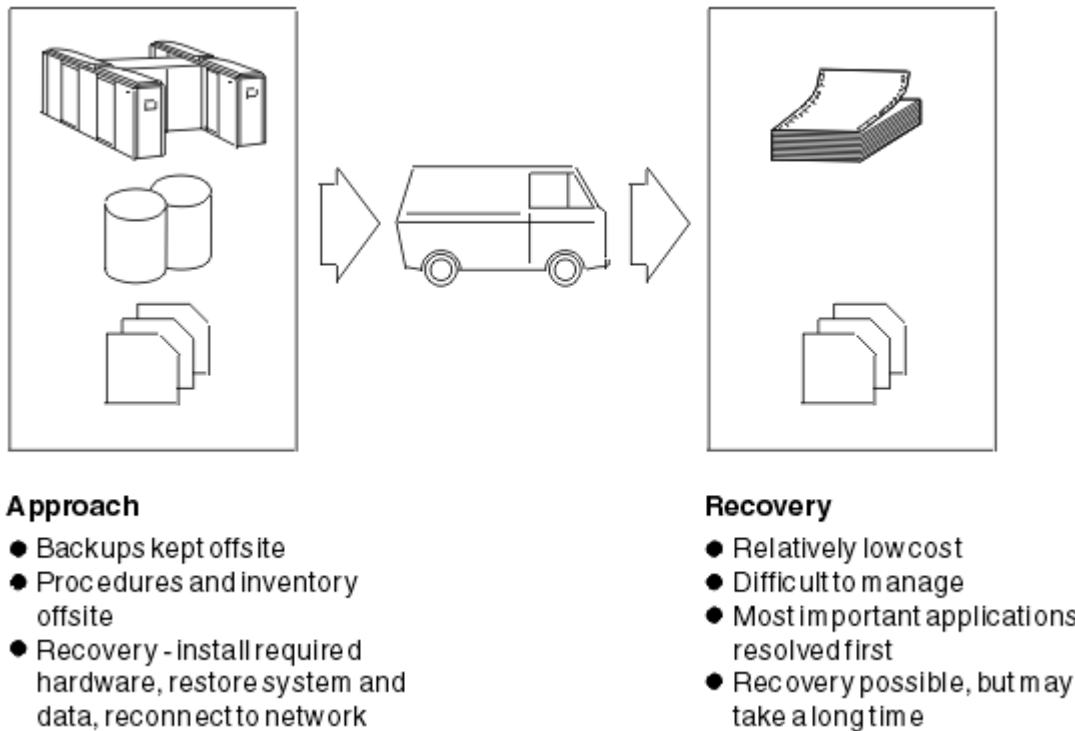 Approach
● Backups kept offsite
● Procedures and inventory
offsite
● Recovery - install required
hardware, restore system and
data, reconnect to network
Recovery
● Relatively low cost
● Difficult to manage
● Most important applications
resolved first
● Recovery possible, but may
take a long time